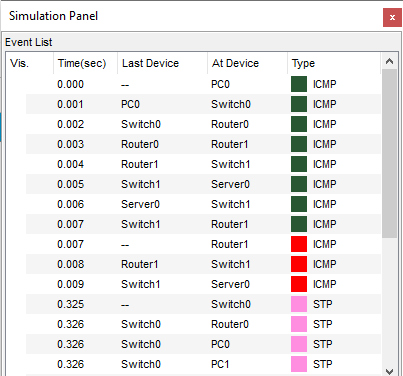 Simulation Panel x
Event List
Vis. Time(sec) Last Device At Device Type
0.000 -- PC0 ICMP
0.001 PC0 Switch0 ICMP
0.002 Switch0 Router0 ICMP
0.003 Router0 Router1 ICMP
0.004 Router1 Switch1 ICMP
0.005 Switch1 Server0 ICMP
0.006 Server0 Switch1 ICMP
0.007 Switch1 Router1 ICMP
0.007 -- Router1 ICMP
0.008 Router1 Switch1 ICMP
0.009 Switch1 Server0 ICMP
0.325 -- Switch0 STP
0.326 Switch0 Router0 STP
0.326 Switch0 PC0 STP
0.326 Switch0 PC1 STP